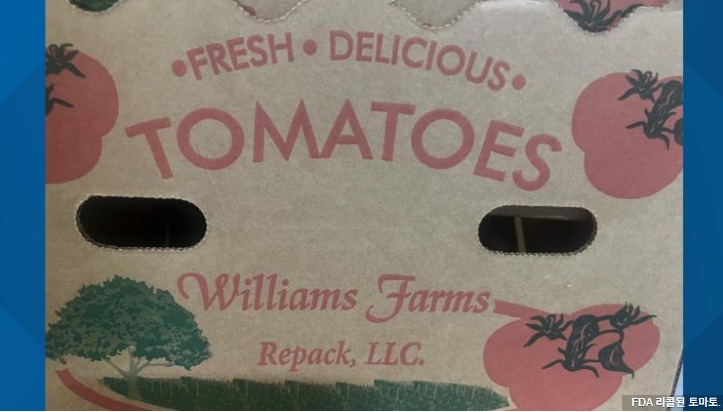 •FRESH • DELICIOUS•
TOMATOES
Williams Farms
Repack, LLC.
FDA 리콜된 토마토.